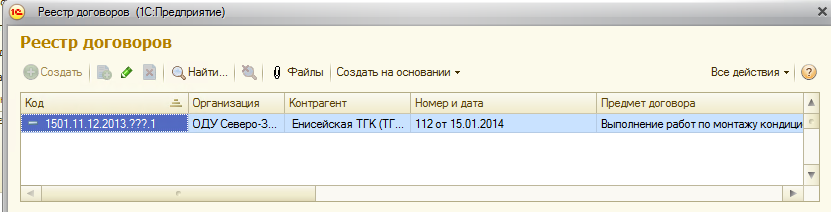 Реестр договоров (1С:Предприятие)
Реестр договоров
Создать Найти... Файлы Создать на основании Все действия
Код Организация Контрагент Номер и дата Предмет договора
1501.11.12.2013.???.1 ОДУ Северо-З... Енисейская ТГК (ТГ... 112 от 15.01.2014 Выполнение работ по монтажу кондици